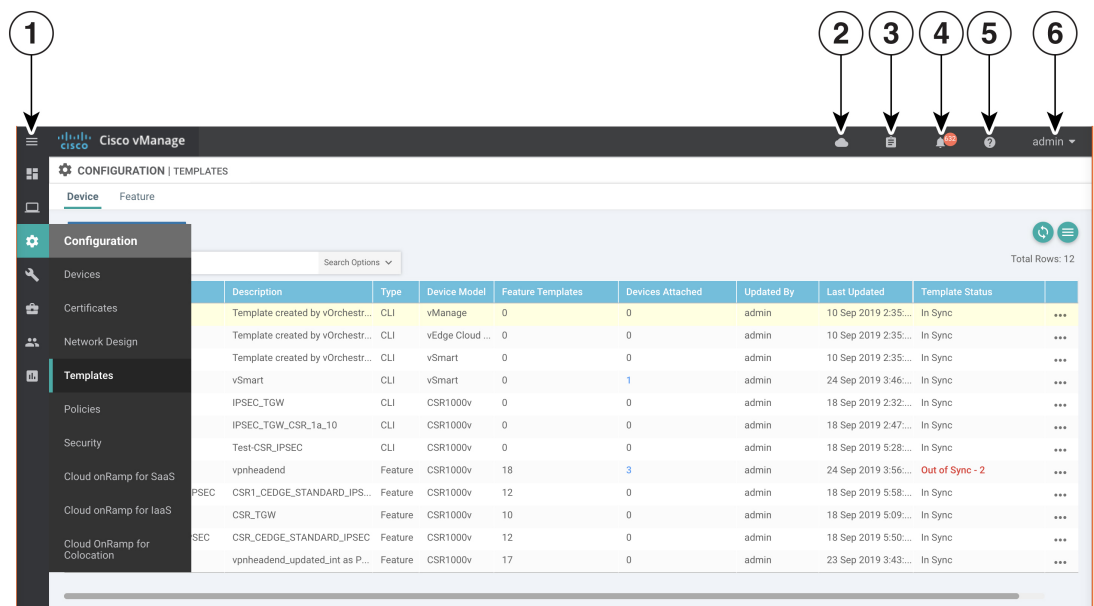 1 2 3 4 5 6
cisco Cisco vManage 632 admin
CONFIGURATION | TEMPLATES
Device Feature
Configuration
Search Options
Total Rows: 12
Devices
Certificates
Network Design
Templates
Policies
Security
Cloud onRamp for SaaS
Cloud onRamp for IaaS
Cloud OnRamp for
Colocation
Description Type Device Model Feature Templates Devices Attached Updated By Last Updated Template Status
Template created by vOrchestr... CLI vManage 0 0 admin 10 Sep 2019 2:35:... In Sync
Template created by vOrchestr... CLI vEdge Cloud ... 0 0 admin 10 Sep 2019 2:35:... In Sync
Template created by vOrchestr... CLI vSmart 0 0 admin 10 Sep 2019 2:35:... In Sync
vSmart CLI vSmart 0 1 admin 24 Sep 2019 3:46:... In Sync
IPSEC_TGW CLI CSR1000v 0 0 admin 18 Sep 2019 2:32:... In Sync
IPSEC_TGW_CSR_1a_10 CLI CSR1000v 0 0 admin 18 Sep 2019 2:47:... In Sync
Test-CSR_IPSEC CLI CSR1000v 0 0 admin 18 Sep 2019 5:28:... In Sync
vpnheadend Feature CSR1000v 18 3 admin 24 Sep 2019 3:56:... Out of Sync - 2
PSEC CSR1_CEDGE_STANDARD_IPS... Feature CSR1000v 12 0 admin 18 Sep 2019 5:58:... In Sync
CSR_TGW Feature CSR1000v 10 0 admin 18 Sep 2019 5:09:... In Sync
SEC CSR_CEDGE_STANDARD_IPSEC Feature CSR1000v 12 0 admin 18 Sep 2019 5:50:... In Sync
vpnheadend_updated_int as P... Feature CSR1000v 17 0 admin 23 Sep 2019 3:43:... In Sync